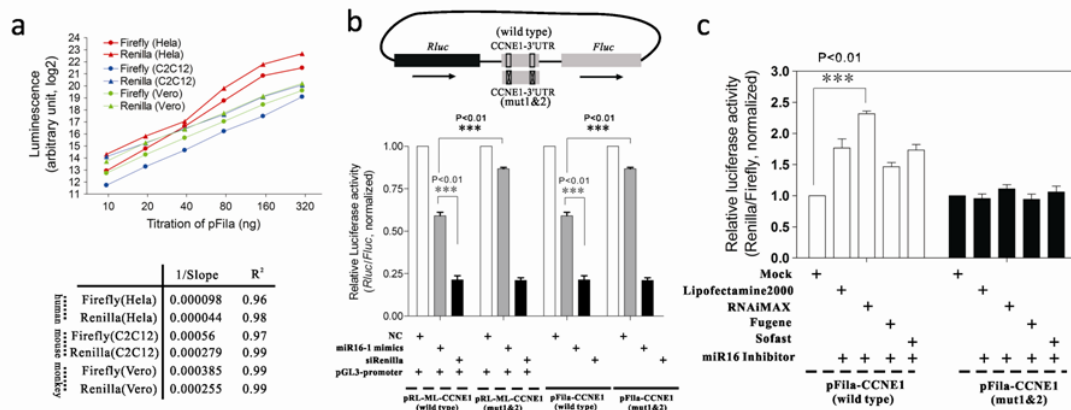 a
Luminescence
(arbitrary unit, log2)
24
23
22
21
20
19
18
17
16
15
14
13
12
11
Firefly (Hela)
Renilla (Hela)
Firefly (C2C12)
Renilla (C2C12)
Firefly (Vero)
Renilla (Vero)
10 20 40 80 160 320
Titration of pFila (ng)
1/Slope R²
human
Firefly(Hela) 0.000098 0.96
Renilla(Hela) 0.000044 0.98
mouse
Firefly(C2C12) 0.00056 0.97
Renilla(C2C12) 0.000279 0.99
monkey
Firefly(Vero) 0.000385 0.99
Renilla(Vero) 0.000255 0.99
b
(wild type)
Rluc CCNE1-3'UTR Fluc
CCNE1-3'UTR
(mut1&2)
Relative Luciferase Activity
(Rluc/Fluc, normalized)
P<0.01 P<0.01
*** ***
1.00
P<0.01 P<0.01
*** ***
0.75
0.50
0.25
0.00
NC + + + +
miR16-1 mimics + + + +
siRenilla + + + +
pGL3-promoter + + + + + +
pRL-ML-CCNE1 pRL-ML-CCNE1 pFila-CCNE1 pFila-CCNE1
(wild type) (mut1&2) (wild type) (mut1&2)
c
Relative luciferase activity
(Renilla/Firefly, normalized)
P<0.01
***
3.0
2.5
2.0
1.5
1.0
0.5
0.0
Mock + +
Lipofectamine2000 + +
RNAiMAX + +
Fugene + +
Sofast + +
miR16 Inhibitor + + + + + + + +
pFila-CCNE1 pFila-CCNE1
(wild type) (mut1&2)